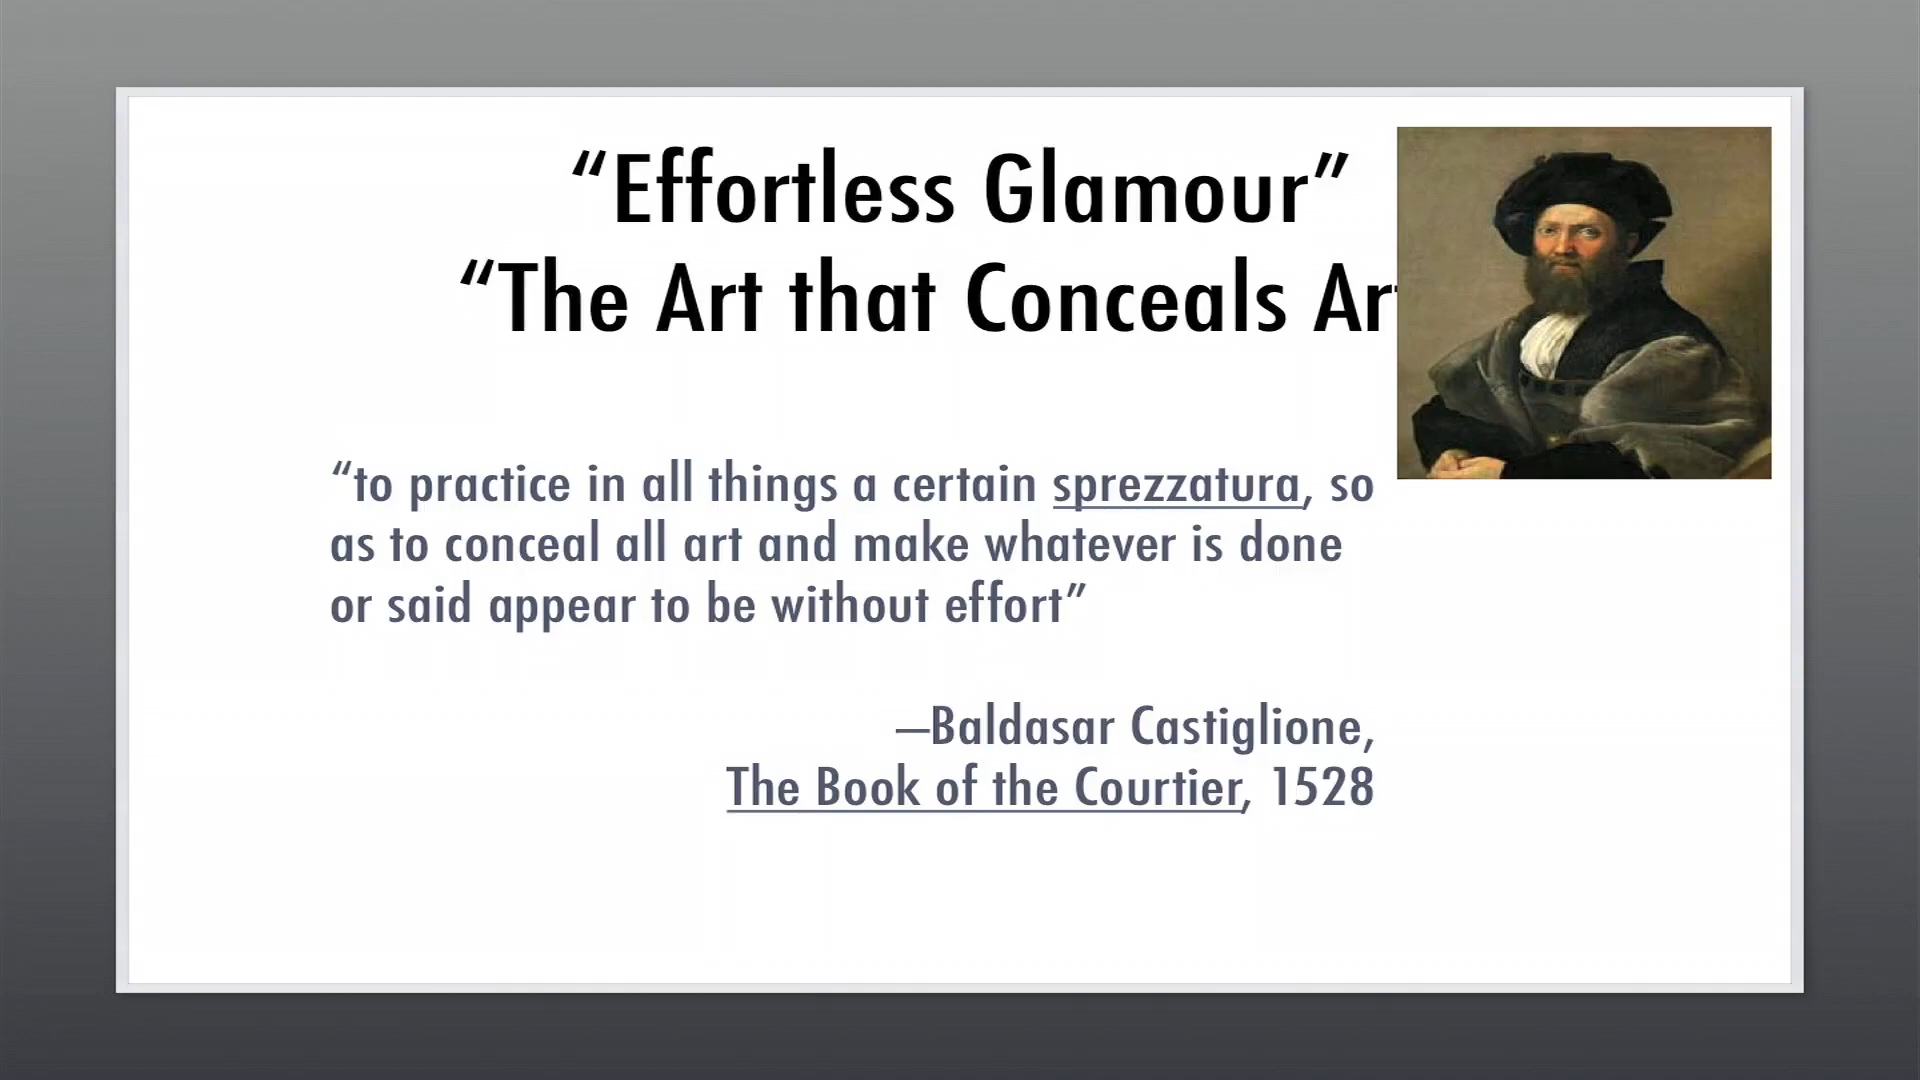 “Effortless Glamour”
“The Art that Conceals
“to practice in all things a certain sprezzatura, so
as to conceal all art and make whatever is done
or said appear to be without effort”
—Baldasar Castiglione,
The Book of the Courtier, 1528